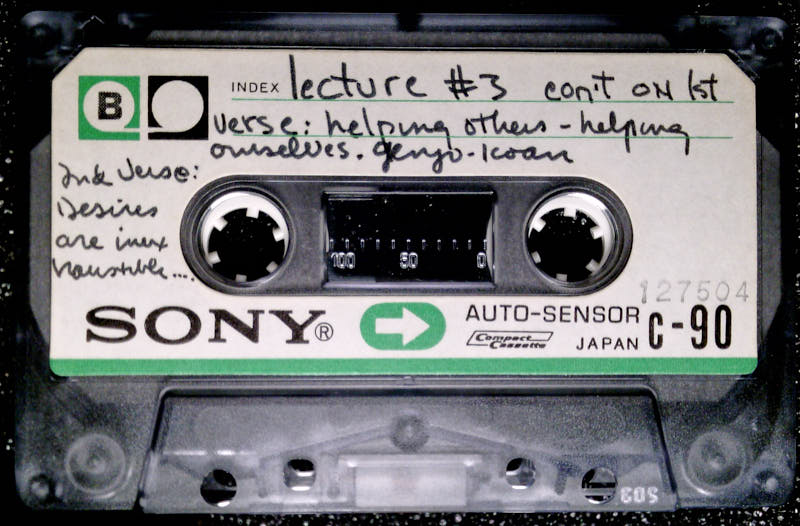 B
INDEX lecture #3 con't ON 1st
verse: helping others - helping
ourselves. genjo-koan
2nd verse:
Desires
are inex
haustible....
100 50 0
127504
SONY® AUTO-SENSOR C-90
Compact Cassette JAPAN
S03